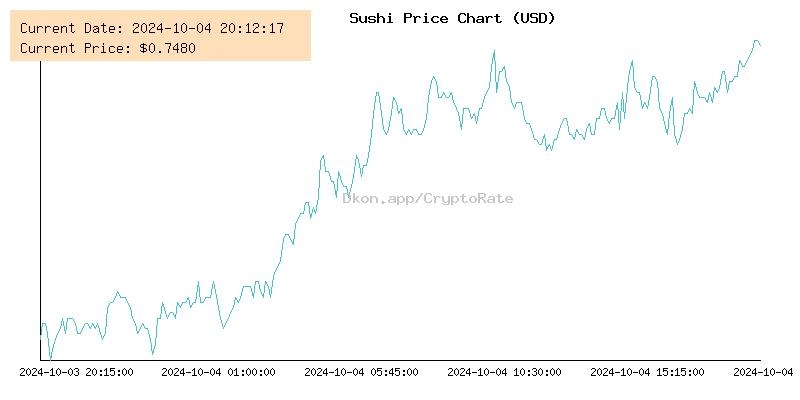 Sushi Price Chart (USD)
Current Date: 2024-10-04 20:12:17
Current Price: $0.7480
Dkon.app/CryptoRate
2024-10-03 20:15:00 2024-10-04 01:00:00 2024-10-04 05:45:00 2024-10-04 10:30:00 2024-10-04 15:15:00 2024-10-04